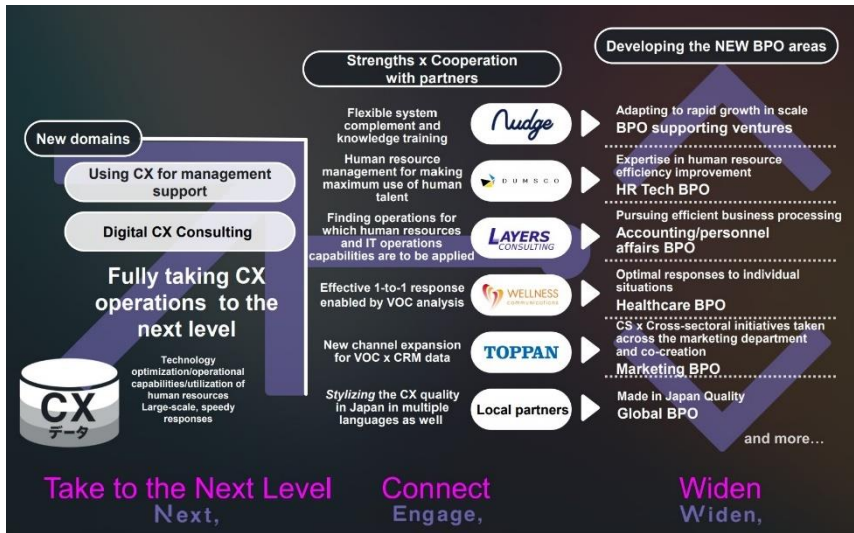 Developing the NEW BPO areas
Strengths x Cooperation
with partners
New domains
Using CX for management
support
Digital CX Consulting
Fully taking CX
operations to the
next level
Technology
optimization/operational
capabilities/utilization of
human resources
Large-scale, speedy
responses
CX
データ
Flexible system
complement and
knowledge training
Nudge
Adapting to rapid growth in scale
BPO supporting ventures
Human resource
management for making
maximum use of human
talent
DUMSCO
Expertise in human resource
efficiency improvement
HR Tech BPO
Finding operations for
which human resources
and IT operations
capabilities are to be applied
LAYERS
CONSULTING
Pursuing efficient business processing
Accounting/personnel
affairs BPO
Effective 1-to-1 response
enabled by VOC analysis
WELLNESS
communications
Optimal responses to individual
situations
Healthcare BPO
New channel expansion
for VOC x CRM data
TOPPAN
CS x Cross-sectoral initiatives taken
across the marketing department
and co-creation
Marketing BPO
Stylizing the CX quality
in Japan in multiple
languages as well
Local partners
Made in Japan Quality
Global BPO
and more…
Take to the Next Level
Next,
Connect
Engage,
Widen
Widen,